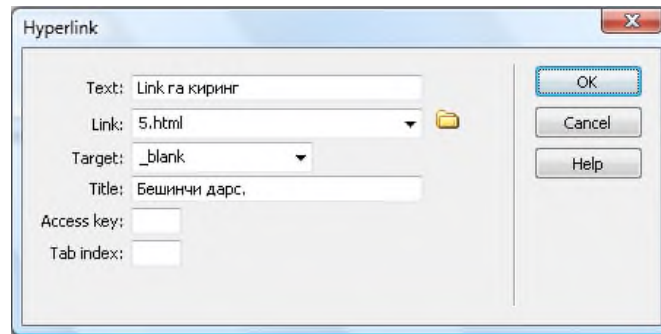 Hyperlink
Text: Link га киринг
Link: 5.html
Target: _blank
Title: Бешинчи дарс.
Access key:
Tab index:
OK
Cancel
Help